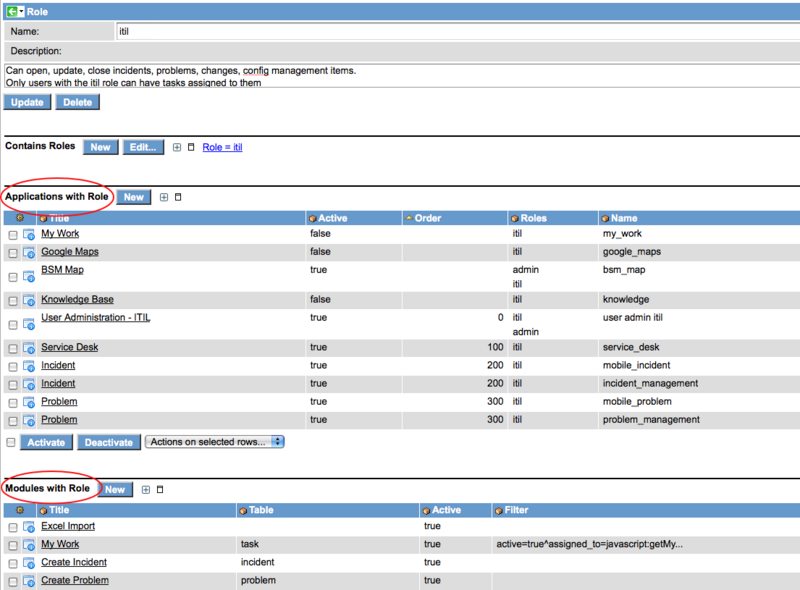 Role
Name: itil
Description:
Can open, update, close incidents, problems, changes, config management items.
Only users with the itil role can have tasks assigned to them
Update Delete
Contains Roles New Edit... Role = itil
Applications with Role New
Title Active Order Roles Name
My Work false itil my_work
Google Maps false itil google_maps
BSM Map true admin bsm_map
itil
Knowledge Base false itil knowledge
User Administration - ITIL true 0 itil user admin itil
admin
Service Desk true 100 itil service_desk
Incident true 200 itil mobile_incident
Incident true 200 itil incident_management
Problem true 300 itil mobile_problem
Problem true 300 itil problem_management
Activate Deactivate Actions on selected rows...
Modules with Role New
Title Table Active Filter
Excel Import true
My Work task true active=true^assigned_to=javascript:getMy...
Create Incident incident true
Create Problem problem true